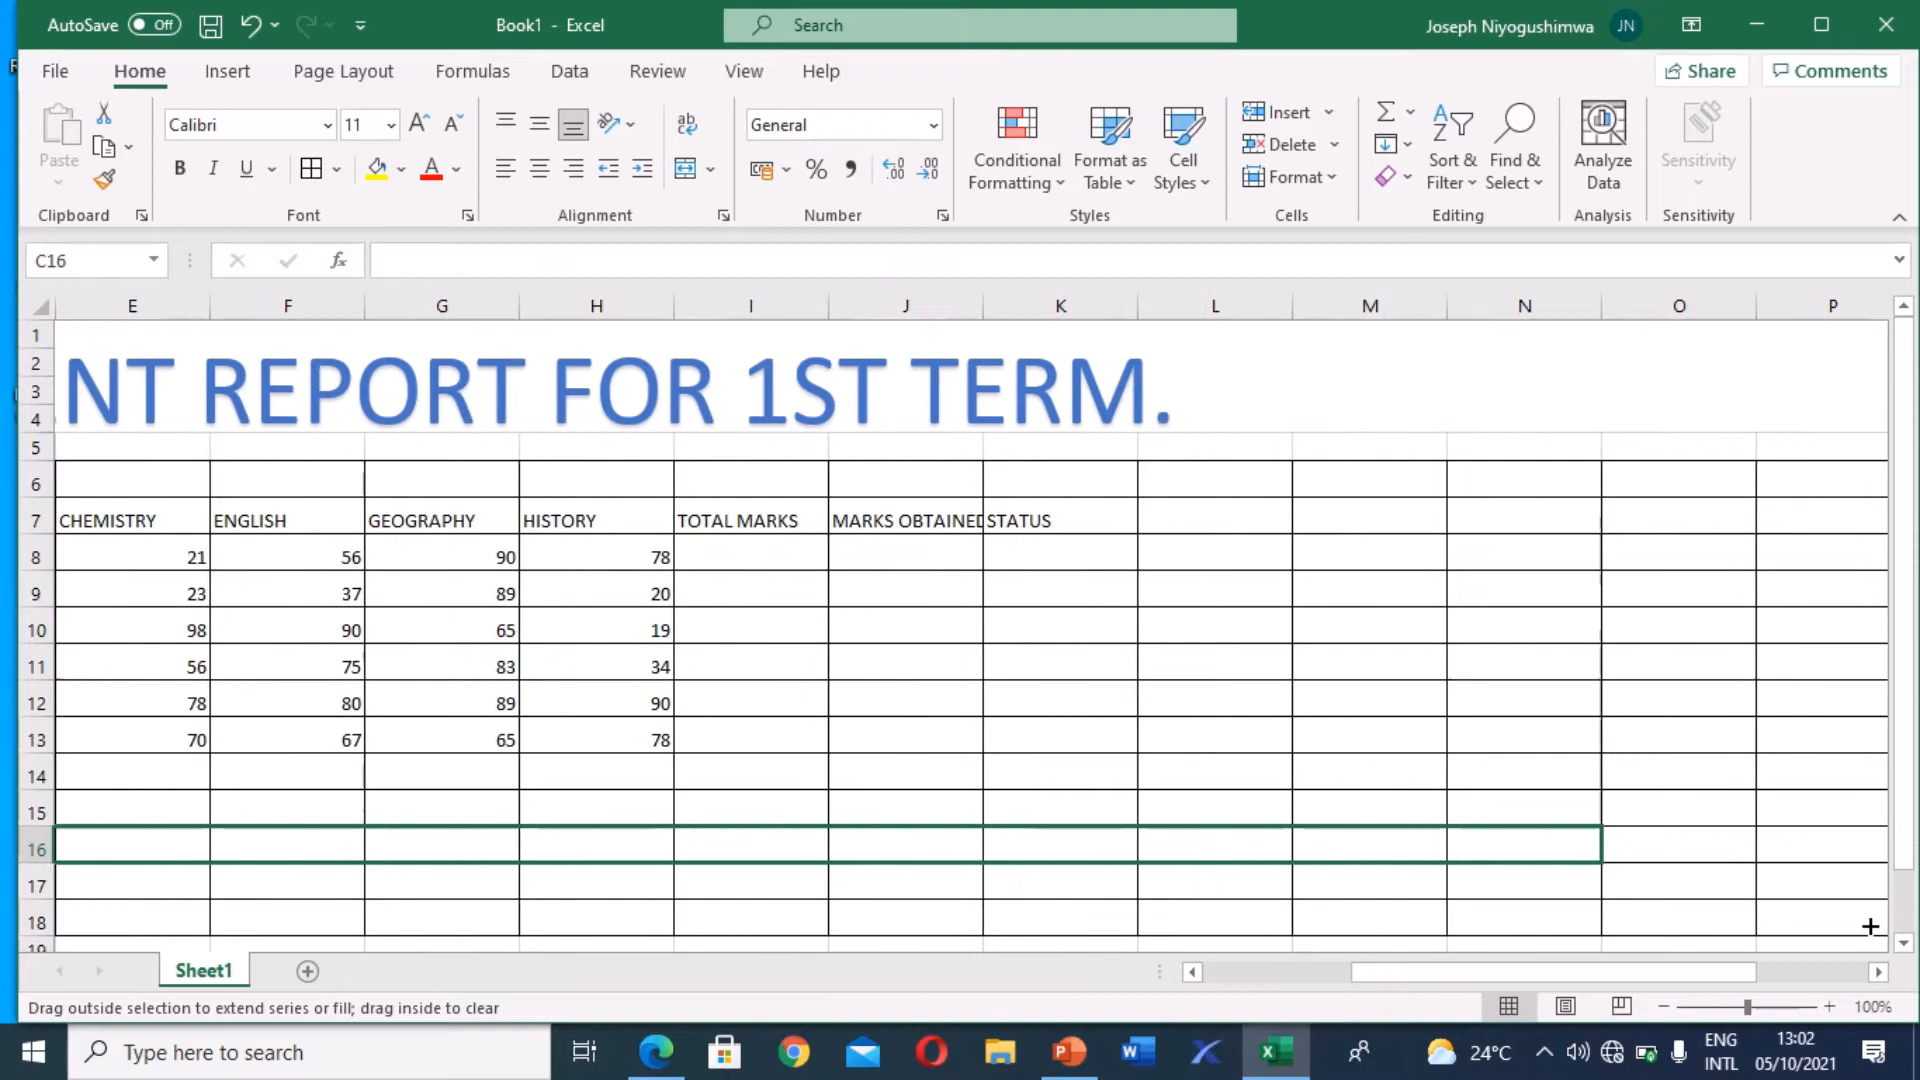 AutoSave Off Book1 - Excel Search Joseph Niyogushimwa JN
File Home Insert Page Layout Formulas Data Review View Help Share Comments
Paste Calibri 11 General Conditional Formatting Format as Table Cell Styles Insert Delete Format Sort & Filter Find & Select Analyze Data Sensitivity
Clipboard Font Alignment Number Styles Cells Editing Analysis Sensitivity
C16 fx
E F G H I J K L M N O P
1
2
3
4
NT REPORT FOR 1ST TERM.
5
6
7 CHEMISTRY ENGLISH GEOGRAPHY HISTORY TOTAL MARKS MARKS OBTAINED STATUS
8 21 56 90 78
9 23 37 89 20
10 98 90 65 19
11 56 75 83 34
12 78 80 89 90
13 70 67 65 78
14
15
16
17
18
19
Sheet1
Drag outside selection to extend series or fill; drag inside to clear 100%
Type here to search 24°C ENG INTL 13:02 05/10/2021